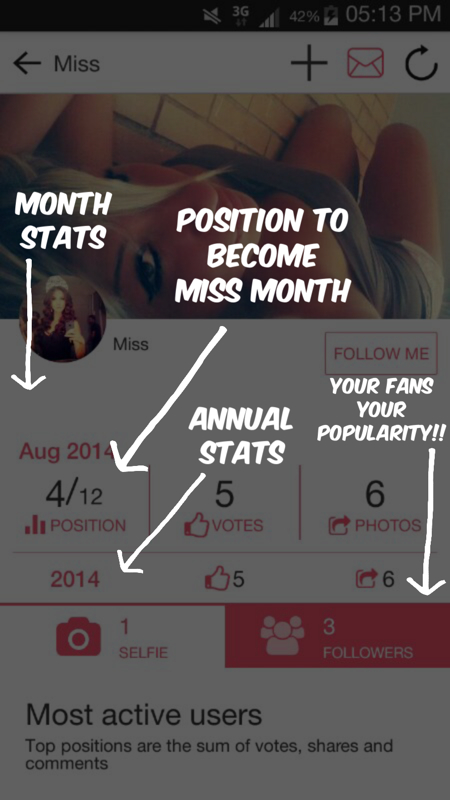 3G 42% 05:13 PM
Miss
MONTH
STATS
POSITION TO
BECOME
MISS MONTH
Miss
FOLLOW ME
YOUR FANS
YOUR
POPULARITY!!
ANNUAL
STATS
Aug 2014
4/12 5 6
POSITION VOTES PHOTOS
2014 5 6
1 3
SELFIE FOLLOWERS
Most active users
Top positions are the sum of votes, shares and
comments